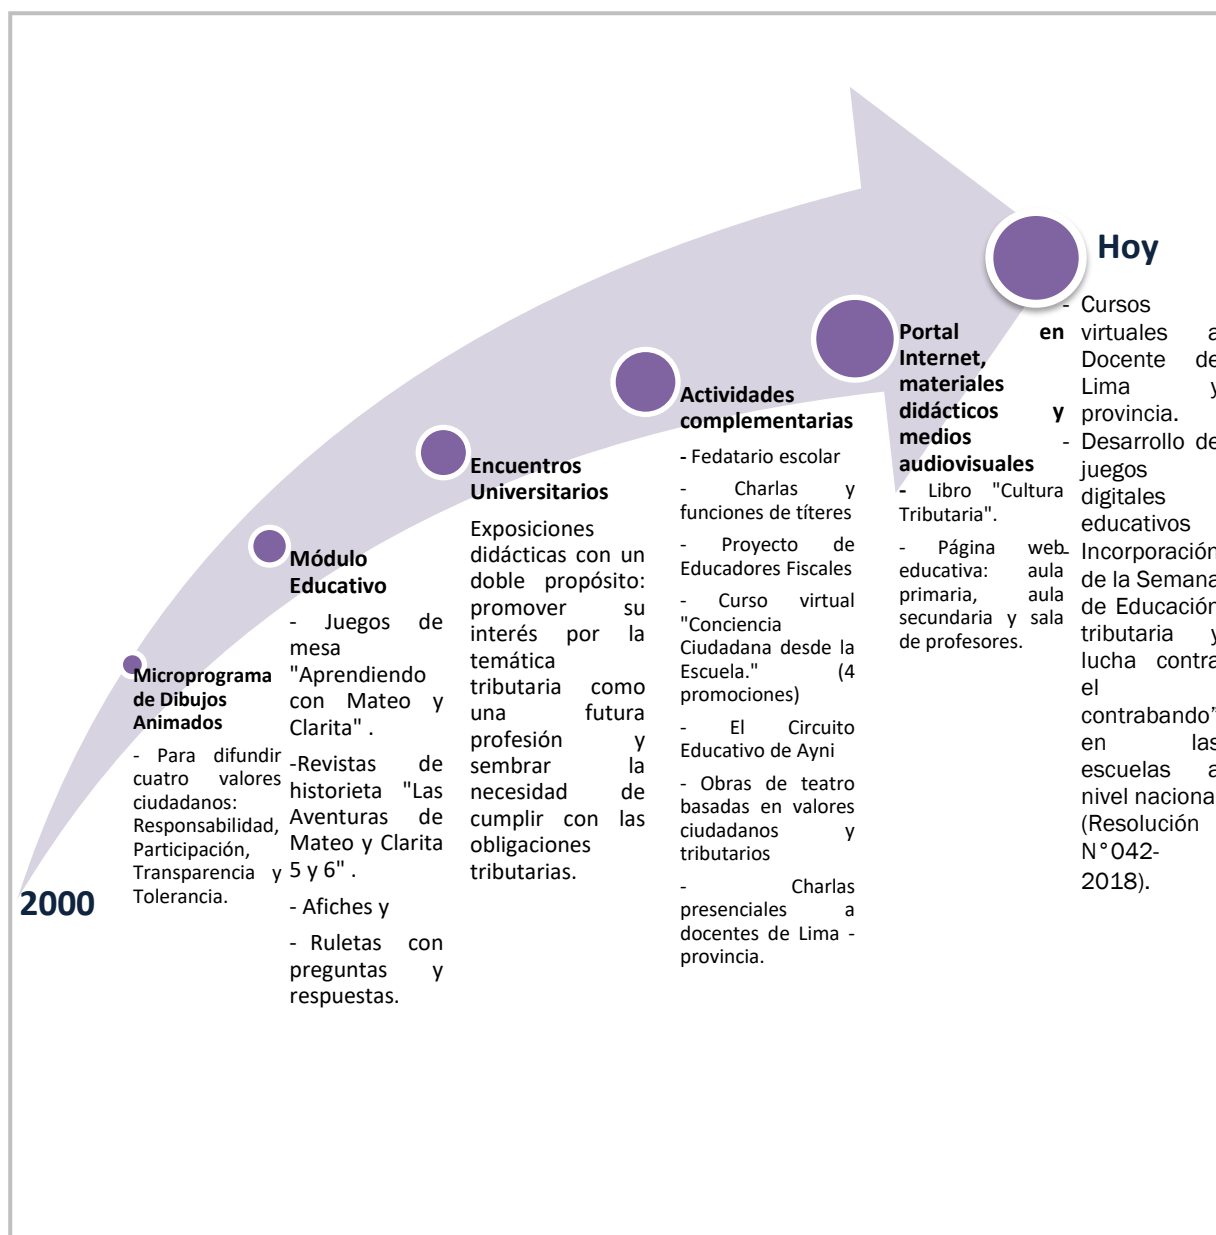 2000
Microprograma
de Dibujos
Animados
- Para difundir
cuatro valores
ciudadanos:
Responsabilidad,
Participación,
Transparencia y
Tolerancia.
Módulo
Educativo
- Juegos de
mesa
"Aprendiendo
con Mateo y
Clarita" .
-Revistas de
historieta "Las
Aventuras de
Mateo y Clarita
5 y 6" .
- Afiches y
- Ruletas con
preguntas y
respuestas.
Encuentros
Universitarios
Exposiciones
didácticas con un
doble propósito:
promover su
interés por la
temática
tributaria como
una futura
profesión y
sembrar la
necesidad de
cumplir con las
obligaciones
tributarias.
Actividades
complementarias
- Fedatario escolar
- Charlas y
funciones de títeres
- Proyecto de
Educadores Fiscales
- Curso virtual
"Conciencia
Ciudadana desde la
Escuela." (4
promociones)
- El Circuito
Educativo de Ayni
- Obras de teatro
basadas en valores
ciudadanos y
tributarios
- Charlas
presenciales a
docentes de Lima -
provincia.
Portal en
Internet,
materiales
didácticos y
medios
audiovisuales
- Libro "Cultura
Tributaria".
- Página web
educativa: aula
primaria, aula
secundaria y sala
de profesores.
Hoy
- Cursos
virtuales a
Docente de
Lima y
provincia.
- Desarrollo de
juegos
digitales
educativos
- Incorporación
de la Semana
de Educación
tributaria y
lucha contra
el
contrabando”
en las
escuelas a
nivel nacional
(Resolución
N°042-
2018).